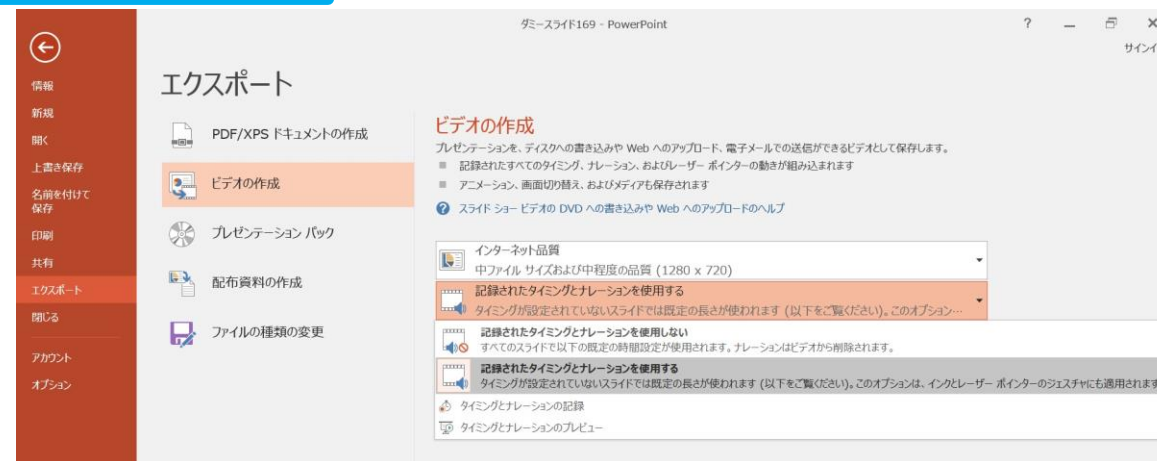 ダミースライド169 - PowerPoint
?
サインイ
情報
新規
開く
上書き保存
名前を付けて
保存
印刷
共有
エクスポート
閉じる
アカウント
オプション
エクスポート
PDF/XPS ドキュメントの作成
ビデオの作成
プレゼンテーション パック
配布資料の作成
ファイルの種類の変更
ビデオの作成
プレゼンテーションを、ディスクへの書き込みや Web へのアップロード、電子メールでの送信ができるビデオとして保存します。
記録されたすべてのタイミング、ナレーション、およびレーザー ポインターの動きが組み込まれます
アニメーション、画面切り替え、およびメディアも保存されます
スライド ショー ビデオの DVD への書き込みや Web へのアップロードのヘルプ
インターネット品質
中ファイル サイズおよび中程度の品質 (1280 x 720)
記録されたタイミングとナレーションを使用する
タイミングが設定されていないスライドでは既定の長さが使われます (以下をご覧ください)。このオプション…
記録されたタイミングとナレーションを使用しない
すべてのスライドで以下の既定の時間設定が使用されます。ナレーションはビデオから削除されます。
記録されたタイミングとナレーションを使用する
タイミングが設定されていないスライドでは既定の長さが使われます (以下をご覧ください)。このオプションは、インクとレーザー ポインターのジェスチャにも適用されます
タイミングとナレーションの記録
タイミングとナレーションのプレビュー